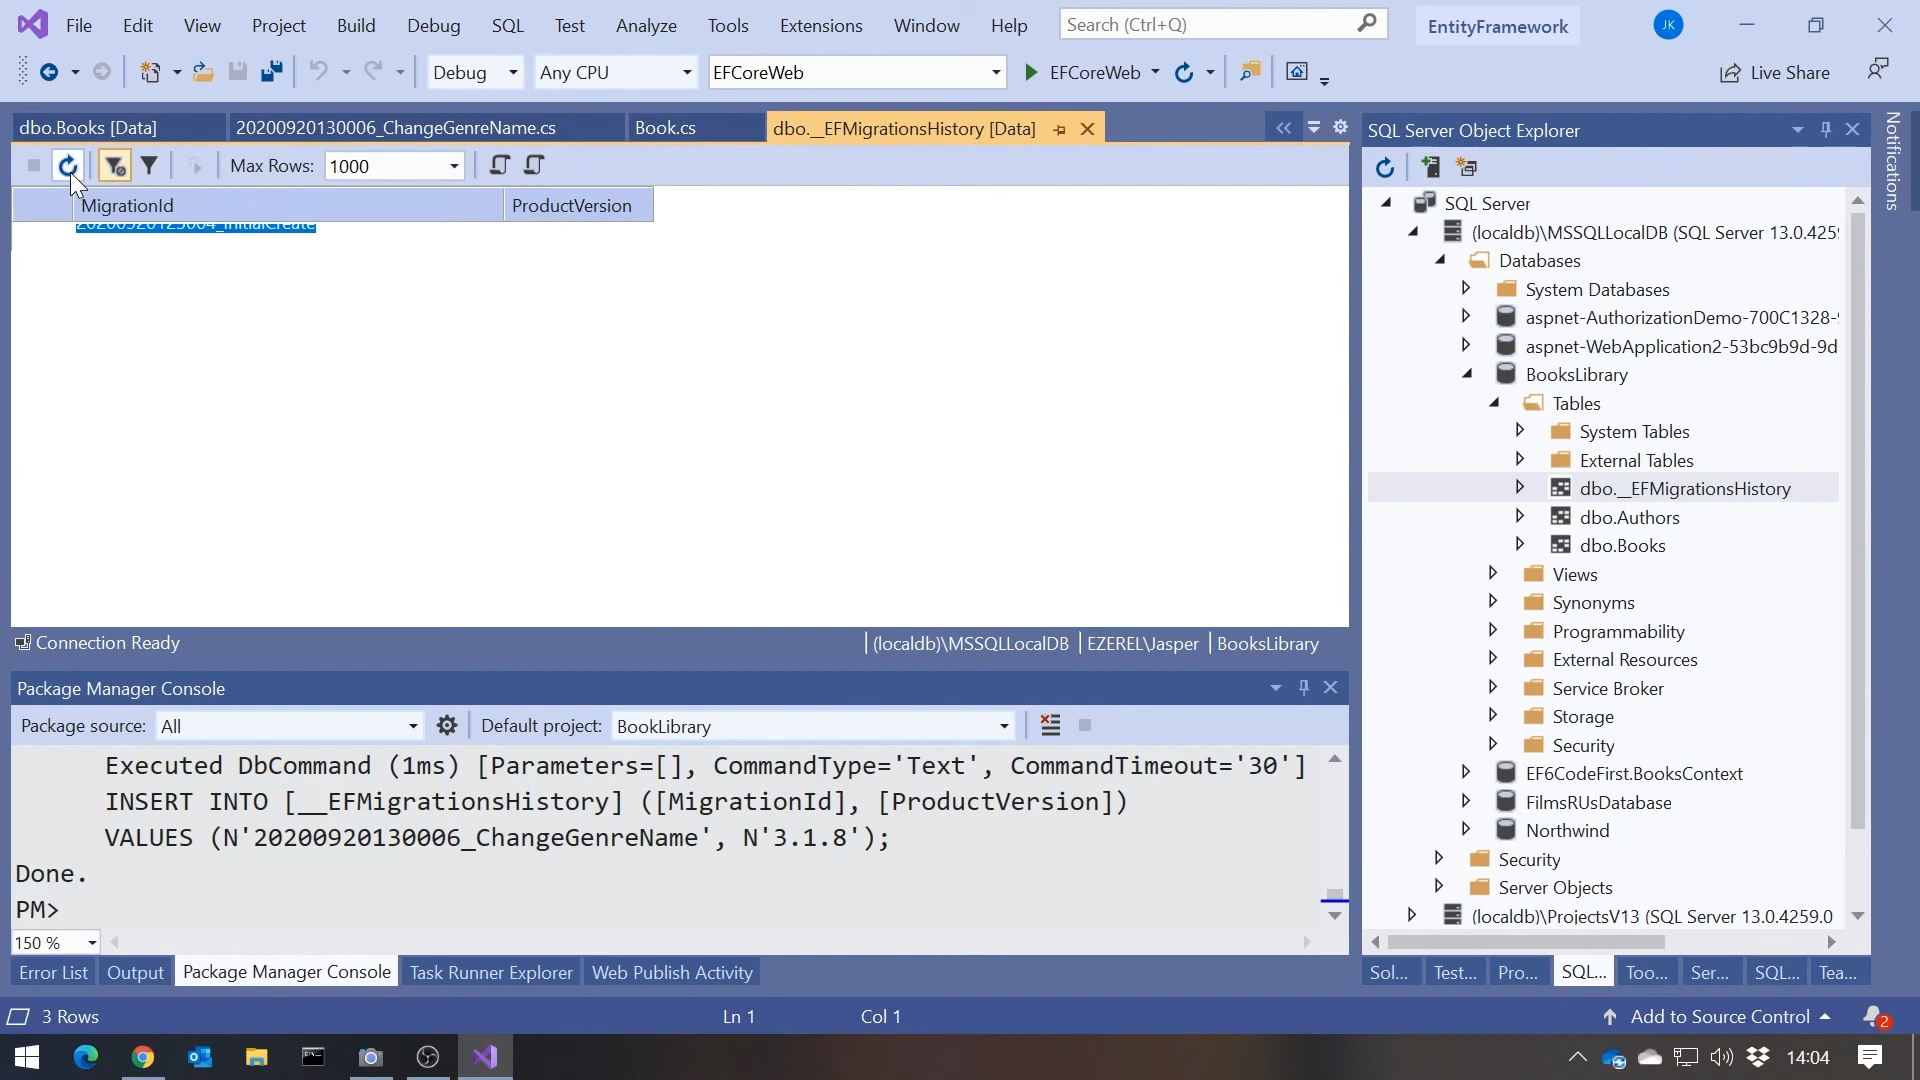 File Edit View Project Build Debug SQL Test Analyze Tools Extensions Window Help Search (Ctrl+Q) EntityFramework JK
Debug Any CPU EFCoreWeb EFCoreWeb Live Share
dbo.Books [Data] 20200920130006_ChangeGenreName.cs Book.cs dbo.__EFMigrationsHistory [Data]
Max Rows: 1000
MigrationId ProductVersion
Connection Ready (localdb)\MSSQLLocalDB EZEREL\Jasper BooksLibrary
Package Manager Console
Package source: All Default project: BookLibrary
Executed DbCommand (1ms) [Parameters=[], CommandType='Text', CommandTimeout='30']
INSERT INTO [__EFMigrationsHistory] ([MigrationId], [ProductVersion])
VALUES (N'20200920130006_ChangeGenreName', N'3.1.8');
Done.
PM>
150 %
Error List Output Package Manager Console Task Runner Explorer Web Publish Activity
SQL Server Object Explorer
SQL Server
(localdb)\MSSQLLocalDB (SQL Server 13.0.425
Databases
System Databases
aspnet-AuthorizationDemo-700C1328-
aspnet-WebApplication2-53bc9b9d-9d
BooksLibrary
Tables
System Tables
External Tables
dbo.__EFMigrationsHistory
dbo.Authors
dbo.Books
Views
Synonyms
Programmability
External Resources
Service Broker
Storage
Security
EF6CodeFirst.BooksContext
FilmsRUsDatabase
Northwind
Security
Server Objects
(localdb)\ProjectsV13 (SQL Server 13.0.4259.0
Sol... Test... Pro... SQL... Too... Ser... SQL... Tea...
Notifications
3 Rows Ln 1 Col 1 Add to Source Control 2
14:04